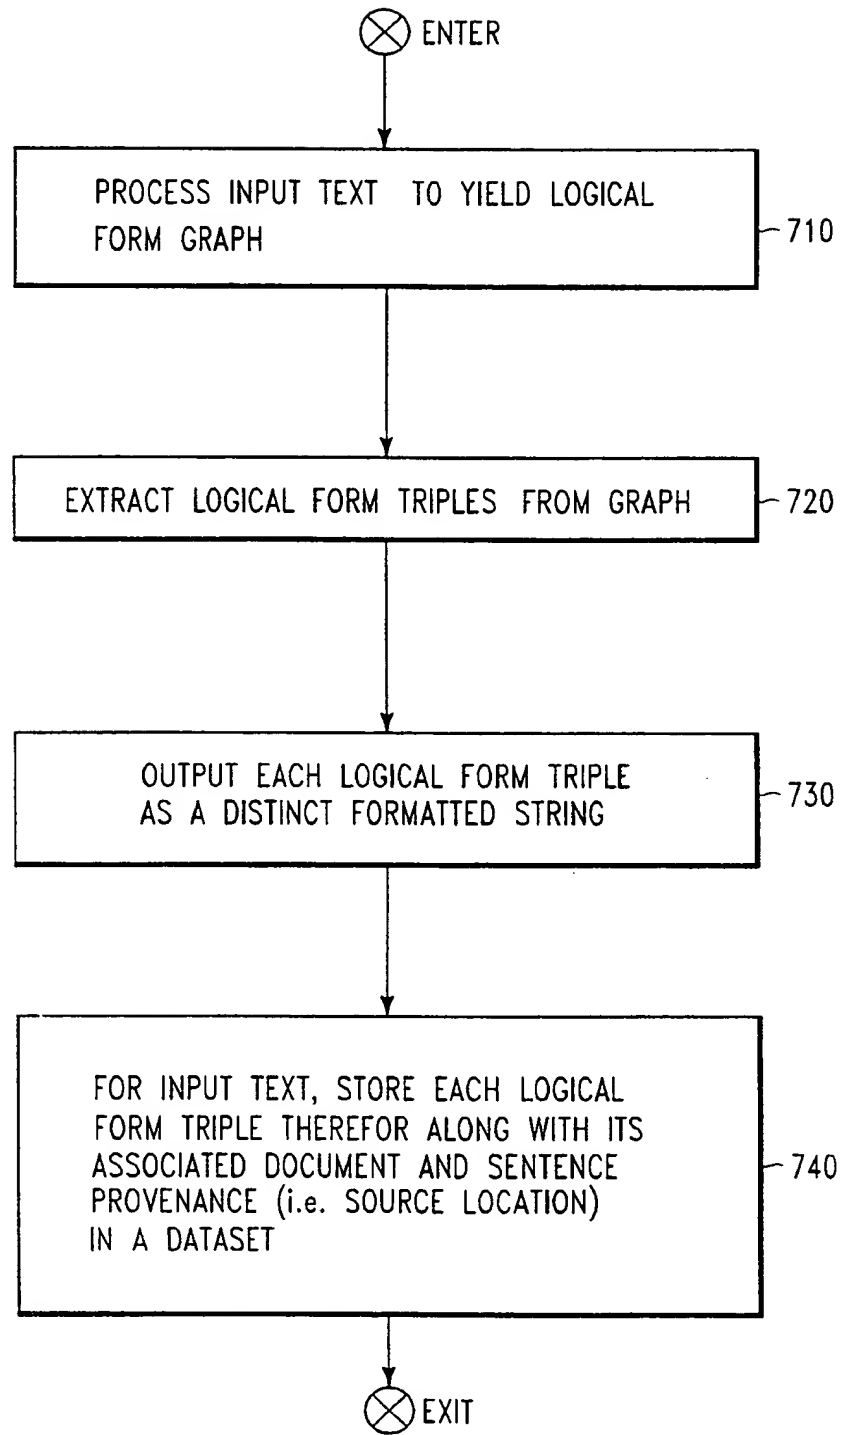 ENTER
PROCESS INPUT TEXT TO YIELD LOGICAL
FORM GRAPH
710
EXTRACT LOGICAL FORM TRIPLES FROM GRAPH
720
OUTPUT EACH LOGICAL FORM TRIPLE
AS A DISTINCT FORMATTED STRING
730
FOR INPUT TEXT, STORE EACH LOGICAL
FORM TRIPLE THEREFOR ALONG WITH ITS
ASSOCIATED DOCUMENT AND SENTENCE
PROVENANCE (i.e. SOURCE LOCATION)
IN A DATASET
740
EXIT